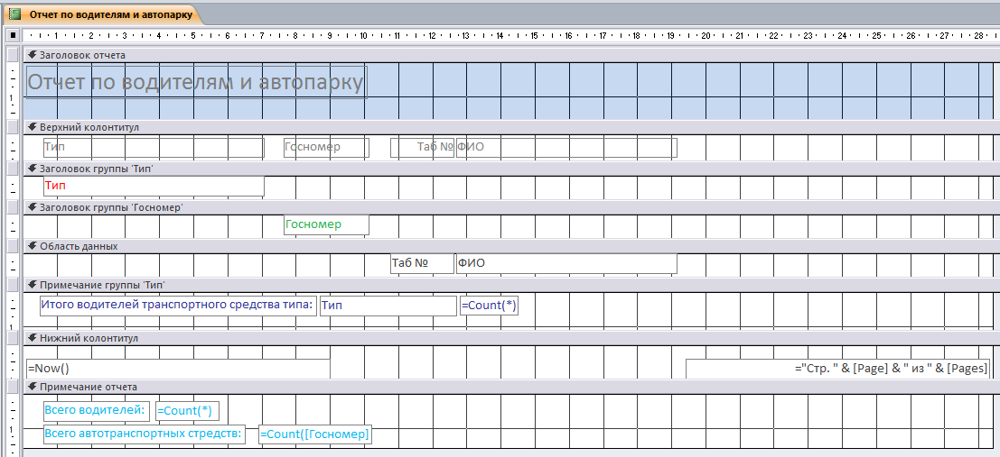 Отчет по водителям и автопарку
1 2 3 4 5 6 7 8 9 10 11 12 13 14 15 16 17 18 19 20 21 22 23 24 25 26 27 28
Заголовок отчета
Отчет по водителям и автопарку
1
Верхний колонтитул
Тип Госномер Таб № ФИО
Заголовок группы 'Тип'
Тип
Заголовок группы 'Госномер'
Госномер
Область данных
Таб № ФИО
Примечание группы 'Тип'
Итого водителей транспортного средства типа: Тип =Count(*)
1
Нижний колонтитул
=Now() ="Стр. " & [Page] & " из " & [Pages]
Примечание отчета
Всего водителей: =Count(*)
1
Всего автотранспортных стредств: =Count([Госномер]